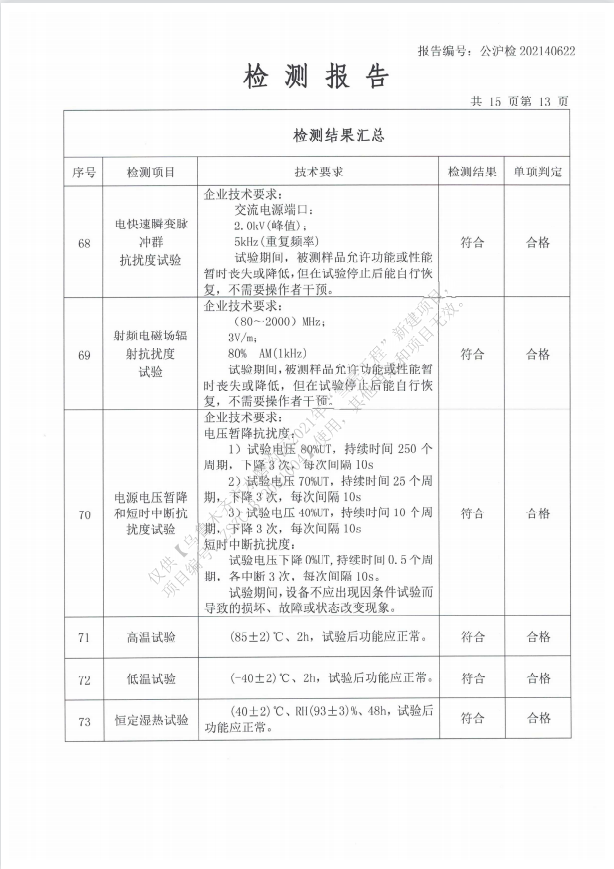 报告编号：公沪检 202140622
检 测 报 告
共 15 页第 13 页
检测结果汇总
序号 检测项目 技术要求 检测结果 单项判定
68
电快速瞬变脉
冲群
抗扰度试验
企业技术要求：
交流电源端口；
2.0kV(峰值)；
5kHz(重复频率)
试验期间，被测样品允许功能或性能
暂时丧失或降低,但在试验停止后能自行恢
复，不需要操作者干预。
符合
合格
69
射频电磁场辐
射抗扰度
试验
企业技术要求：
（80~2000）MHz；
3V/m；
80% AM(1kHz)
试验期间,被测样品允许功能或性能暂
时丧失或降低，但在试验停止后能自行恢
复，不需要操作者干预。
符合
合格
70
电源电压暂降
和短时中断抗
扰度试验
企业技术要求：
电压暂降抗扰度：
1）试验电压 80%UT，持续时间 250 个
周期，下降 3 次，每次间隔 10s
2）试验电压 70%UT，持续时间 25 个周
期，下降 3 次，每次间隔 10s
3）试验电压 40%UT，持续时间 10 个周
期，下降 3 次，每次间隔 10s
短时中断抗扰度：
试验电压下降 0%UT,持续时间 0.5 个周
期，各中断 3 次，每次间隔 10s。
试验期间,设备不应出现因条件试验而
导致的损坏、故障或状态改变现象。
符合
合格
71 高温试验 (85±2)℃、2h，试验后功能应正常。 符合 合格
72 低温试验 (-40±2)℃、2h，试验后功能应正常。 符合 合格
73 恒定湿热试验
(40±2)℃、RH(93±3)%、48h，试验后
功能应正常。
符合 合格
仅供【乌鲁木齐
2021年
工程”新建项目，
项目编号
使用，其他
和项目无效。